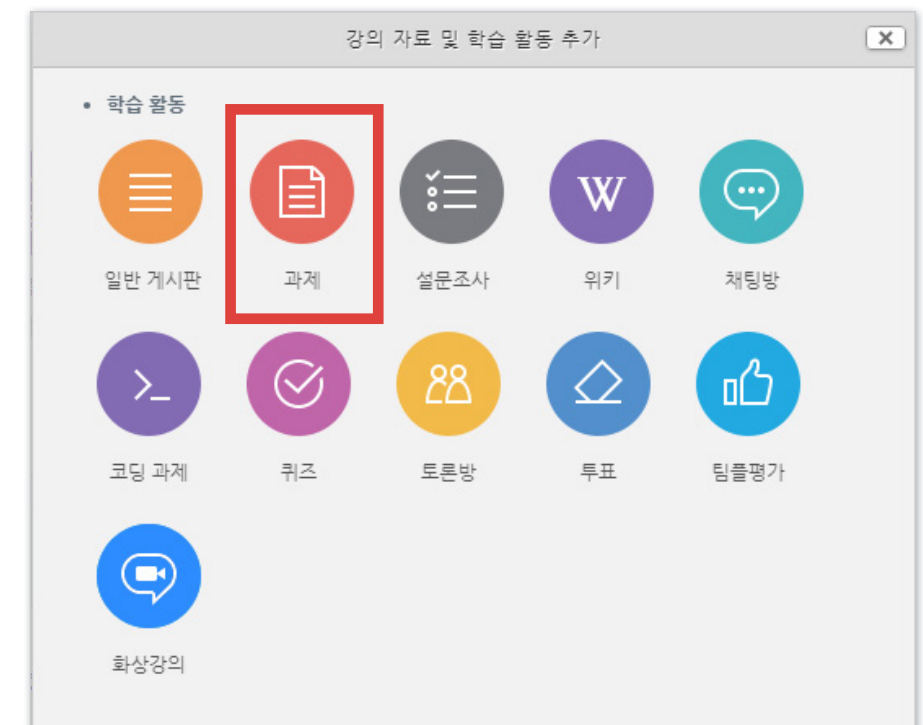 강의 자료 및 학습 활동 추가
학습 활동
W
일반 게시판 과제 설문조사 위키 채팅방
코딩 과제 퀴즈 토론방 투표 팀플평가
화상강의